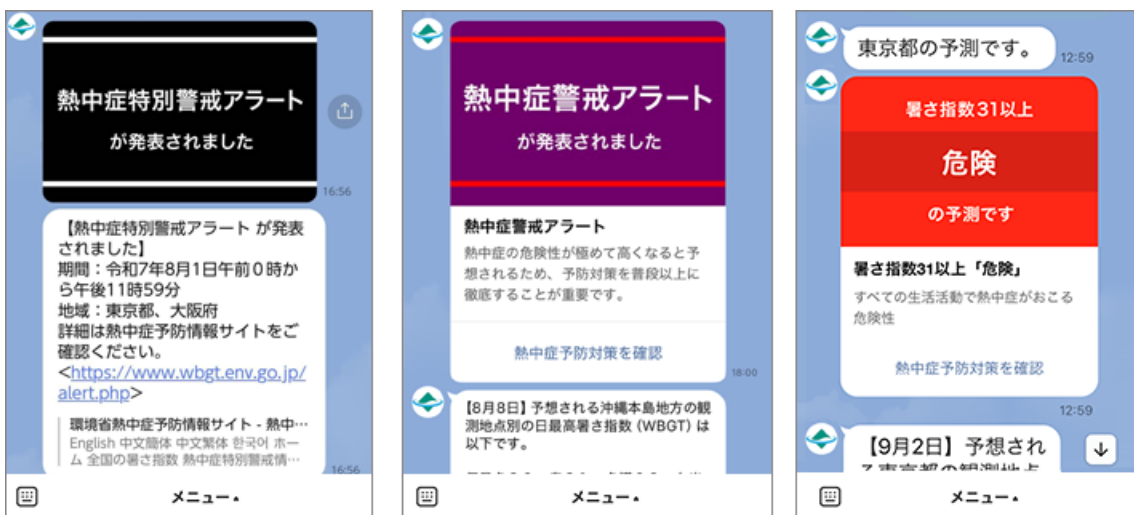 熱中症特別警戒アラート
が発表されました
16:56
【熱中症特別警戒アラート が発表
されました】
期間：令和7年8月1日午前０時か
ら午後11時59分
地域：東京都、大阪府
詳細は熱中症予防情報サイトをご
確認ください。
<https://www.wbgt.env.go.jp/
alert.php>
環境省熱中症予防情報サイト - 熱中…
English 中文簡体 中文繁体 한국어 ホー
ム 全国の暑さ指数 熱中症特別警戒情…
16:56
メニュー▲
熱中症警戒アラート
が発表されました
熱中症警戒アラート
熱中症の危険性が極めて高くなると予
想されるため、予防対策を普段以上に
徹底することが重要です。
熱中症予防対策を確認
18:00
【8月8日】予想される沖縄本島地方の観
測地点別の日最高暑さ指数 (WBGT) は
以下です。
メニュー▲
東京都の予測です。
12:59
暑さ指数31以上
危険
の予測です
暑さ指数31以上「危険」
すべての生活活動で熱中症がおこる
危険性
熱中症予防対策を確認
12:59
【9月2日】予想され
る東京都の観測地点
メニュー▲